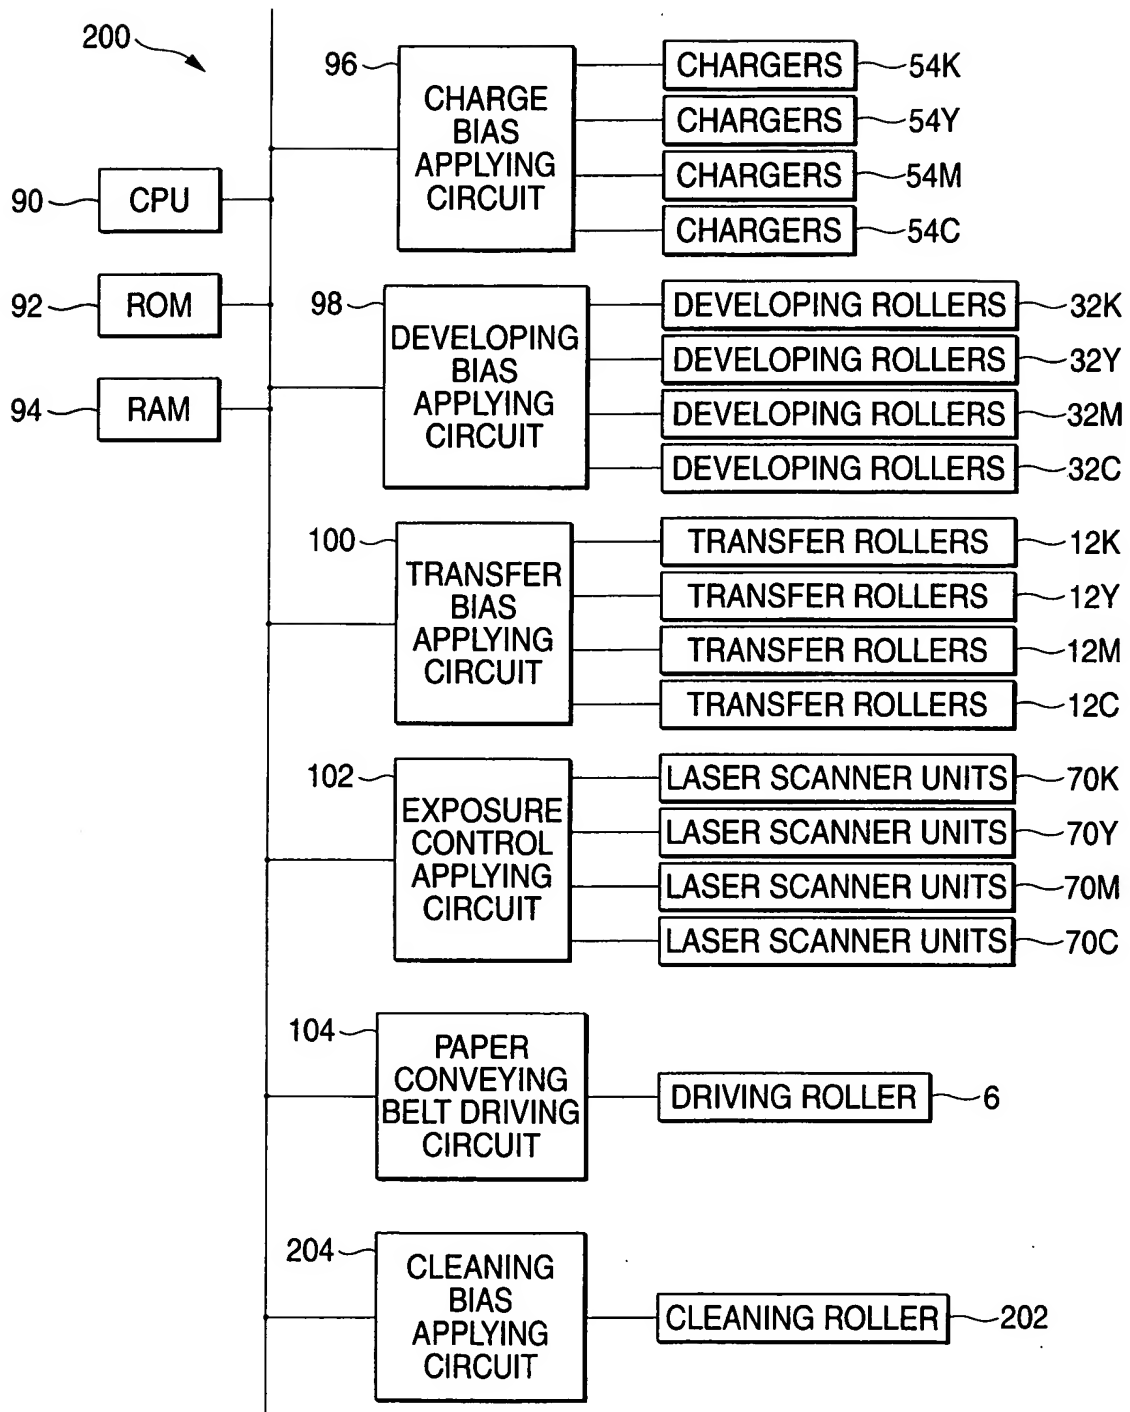 200
90 CPU
92 ROM
94 RAM
96
CHARGE
BIAS
APPLYING
CIRCUIT
CHARGERS 54K
CHARGERS 54Y
CHARGERS 54M
CHARGERS 54C
98
DEVELOPING
BIAS
APPLYING
CIRCUIT
DEVELOPING ROLLERS 32K
DEVELOPING ROLLERS 32Y
DEVELOPING ROLLERS 32M
DEVELOPING ROLLERS 32C
100
TRANSFER
BIAS
APPLYING
CIRCUIT
TRANSFER ROLLERS 12K
TRANSFER ROLLERS 12Y
TRANSFER ROLLERS 12M
TRANSFER ROLLERS 12C
102
EXPOSURE
CONTROL
APPLYING
CIRCUIT
LASER SCANNER UNITS 70K
LASER SCANNER UNITS 70Y
LASER SCANNER UNITS 70M
LASER SCANNER UNITS 70C
104
PAPER
CONVEYING
BELT DRIVING
CIRCUIT
DRIVING ROLLER 6
204
CLEANING
BIAS
APPLYING
CIRCUIT
CLEANING ROLLER 202